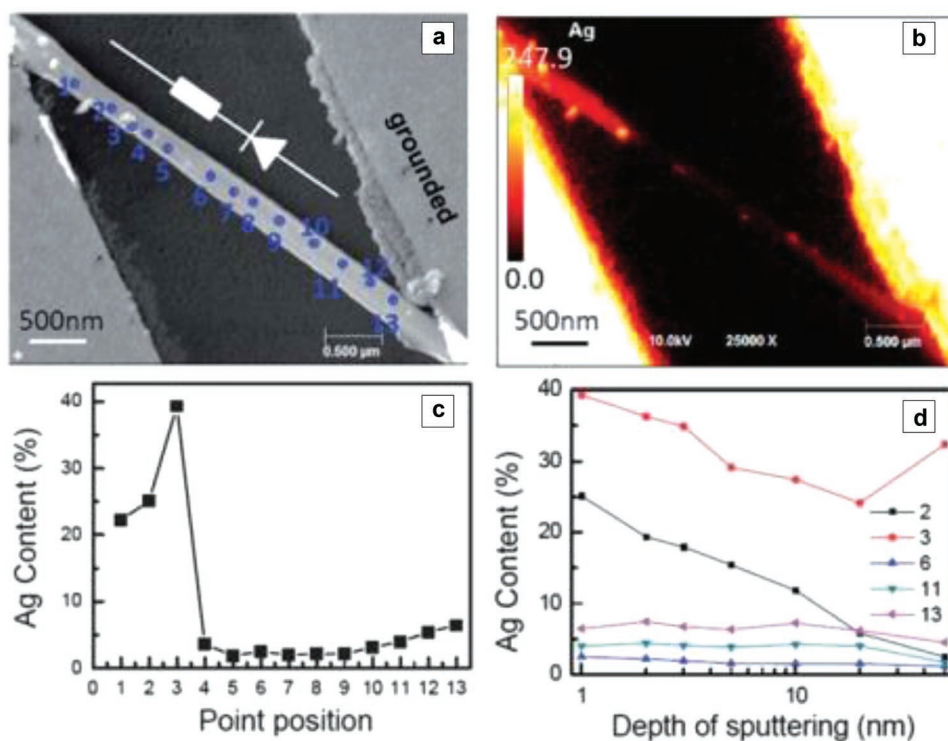 a
1
2
3
4
5
6
7
8
9
10
11
12
13
grounded
500nm
0.500 µm
b
Ag
247.9
0.0
500nm
10.0kV 25000 X 0.500 µm
c
Ag Content (%)
40
30
20
10
0
0 1 2 3 4 5 6 7 8 9 10 11 12 13
Point position
d
Ag Content (%)
40
30
20
10
0
2
3
6
11
13
1 10
Depth of sputtering (nm)